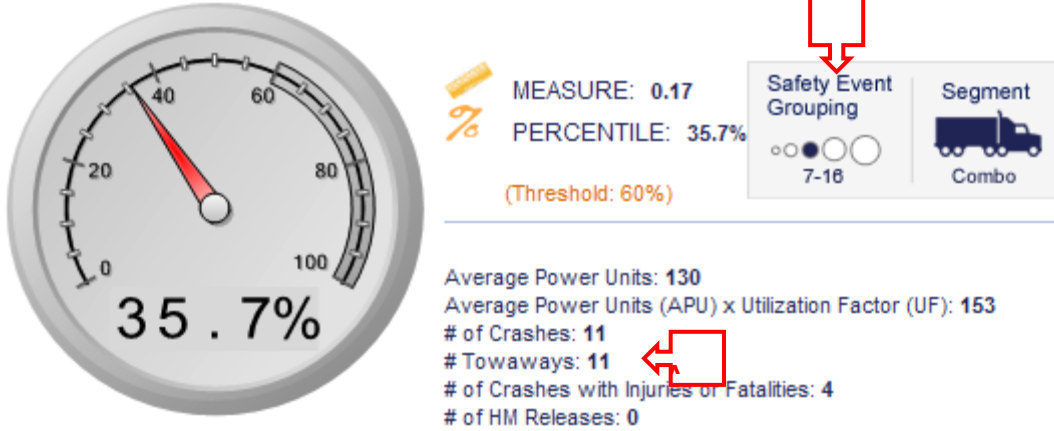 0
20
40
60
80
100
35.7%
MEASURE: 0.17
PERCENTILE: 35.7%
(Threshold: 60%)
Safety Event
Grouping
7-16
Segment
Combo
Average Power Units: 130
Average Power Units (APU) x Utilization Factor (UF): 153
# of Crashes: 11
# Towaways: 11
# of Crashes with Injuries or Fatalities: 4
# of HM Releases: 0